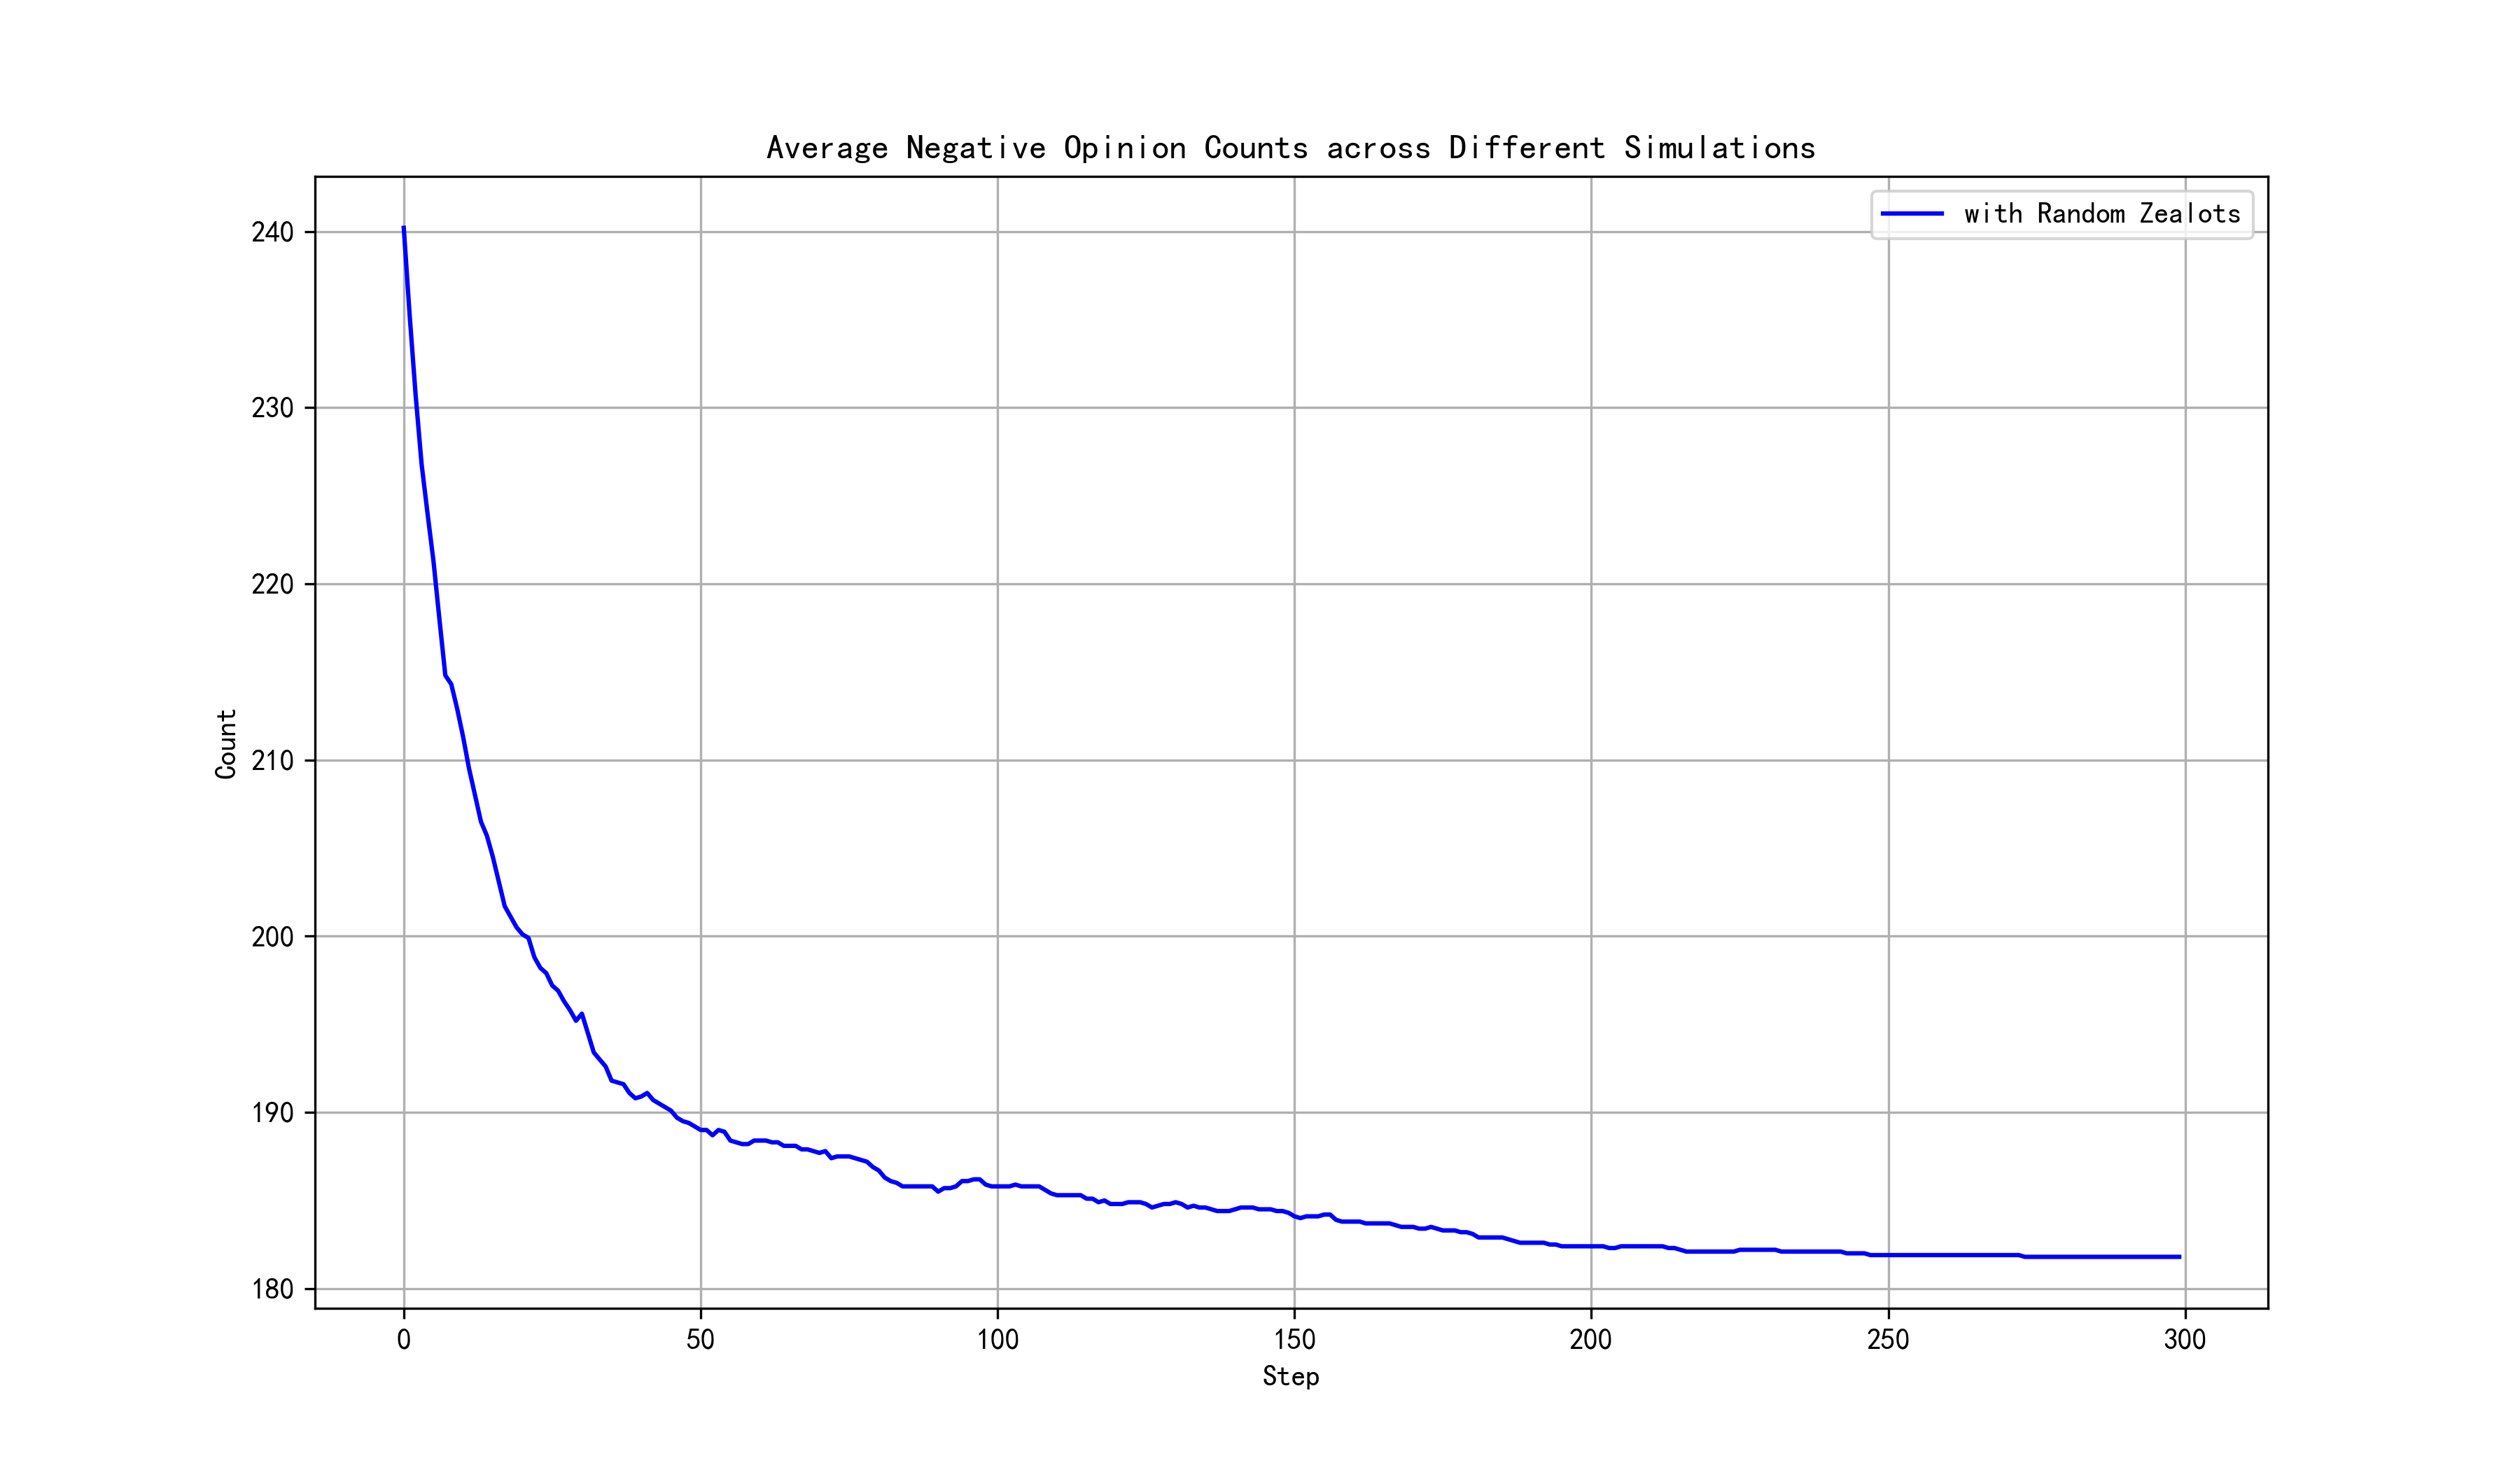 Average Negative Opinion Counts across Different Simulations
with Random Zealots
240
230
220
210
200
190
180
Count
0 50 100 150 200 250 300
Step